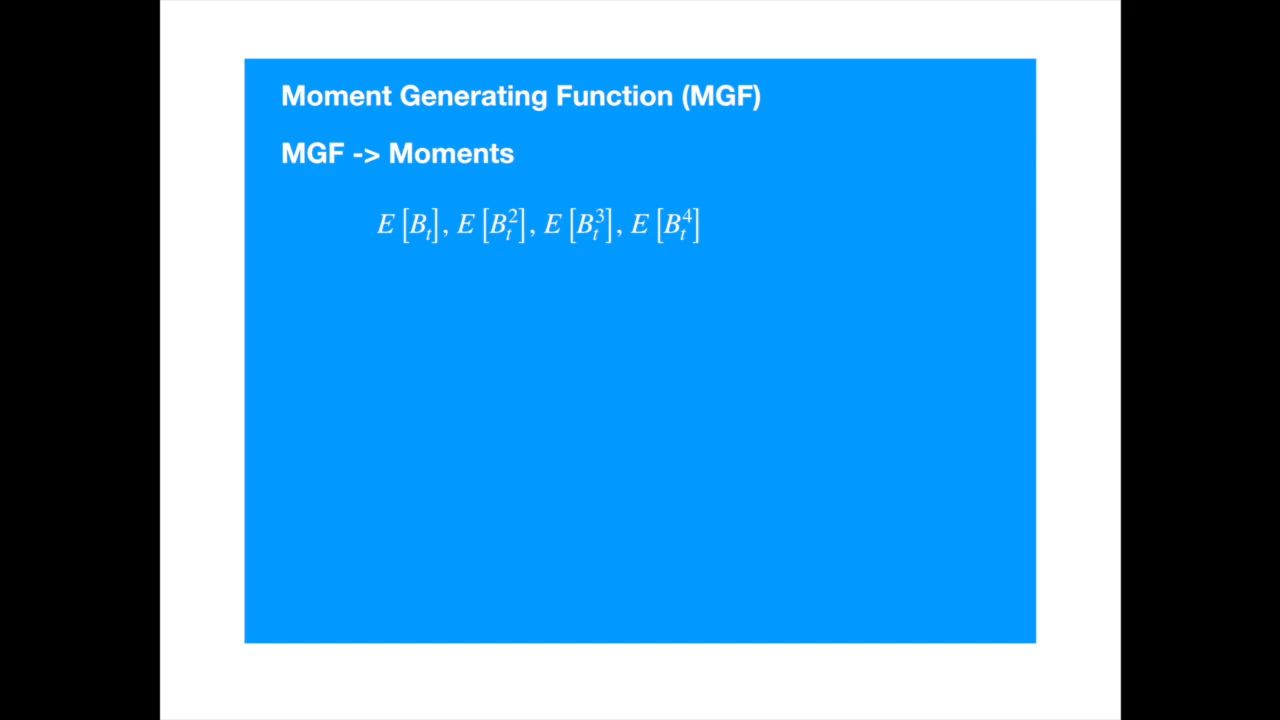 Moment Generating Function (MGF)
MGF -> Moments
E [B_t], E [B_t^2], E [B_t^3], E [B_t^4]